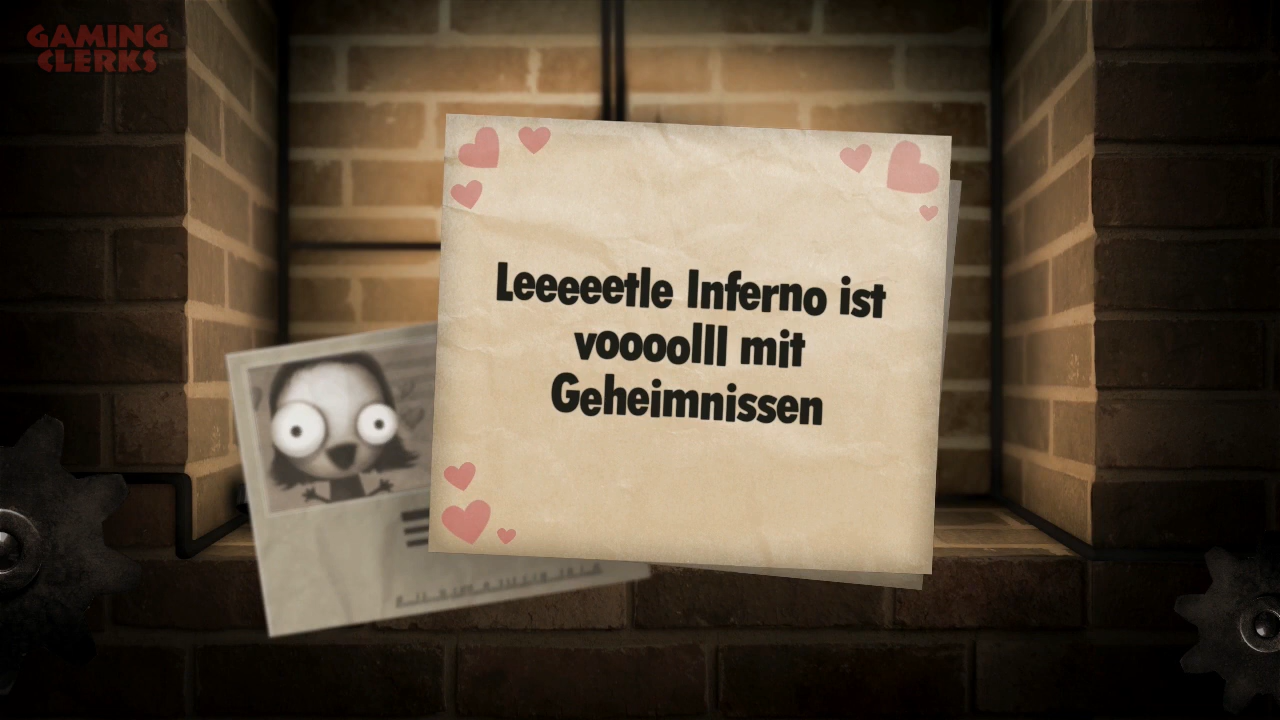 GAMING
CLERKS
Leeeeetle Inferno ist
voooolll mit
Geheimnissen